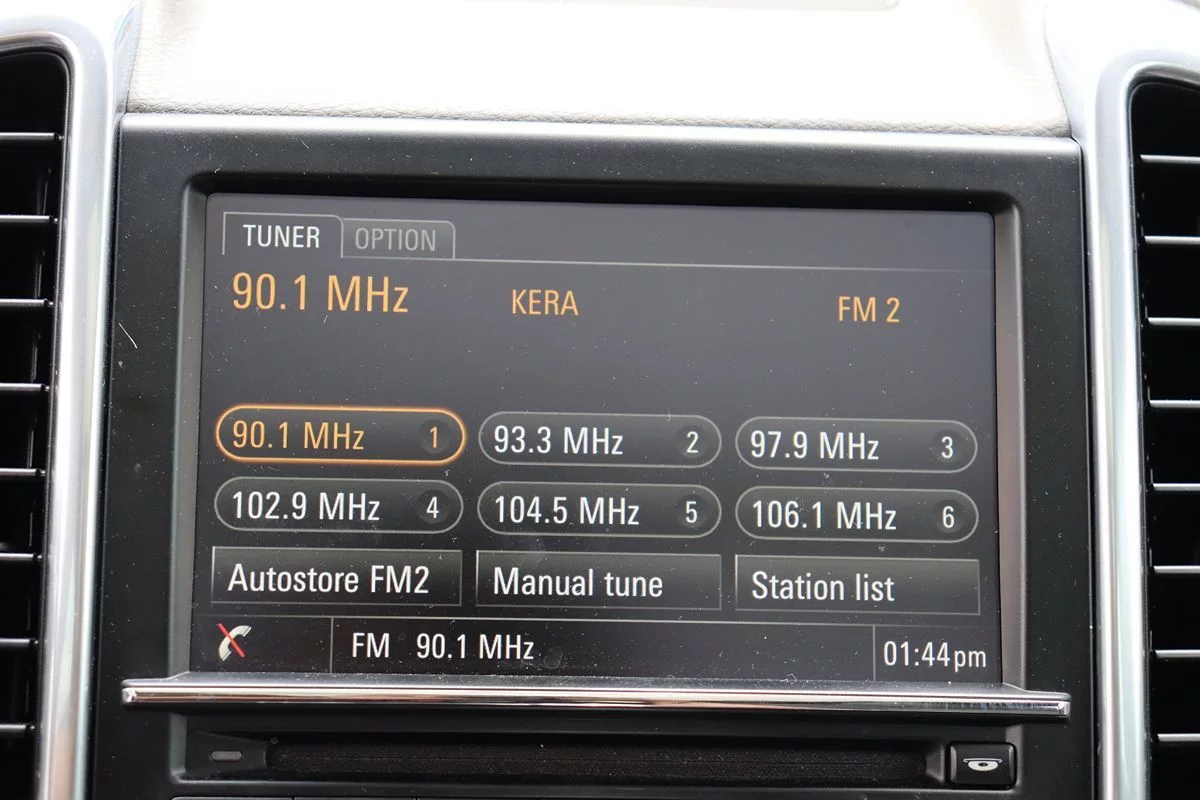 TUNER OPTION
90.1 MHz KERA FM 2
90.1 MHz 1 93.3 MHz 2 97.9 MHz 3
102.9 MHz 4 104.5 MHz 5 106.1 MHz 6
Autostore FM2 Manual tune Station list
FM 90.1 MHz 01:44pm